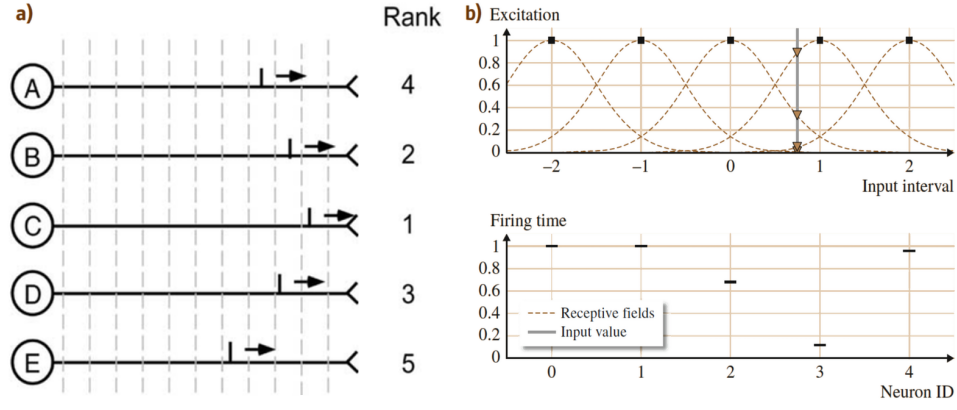 a)
Rank
A 4
B 2
C 1
D 3
E 5
b) Excitation
1
0.8
0.6
0.4
0.2
0
−2 −1 0 1 2
Input interval
Firing time
1
0.8
0.6
0.4
0.2
0
Receptive fields
Input value
0 1 2 3 4
Neuron ID